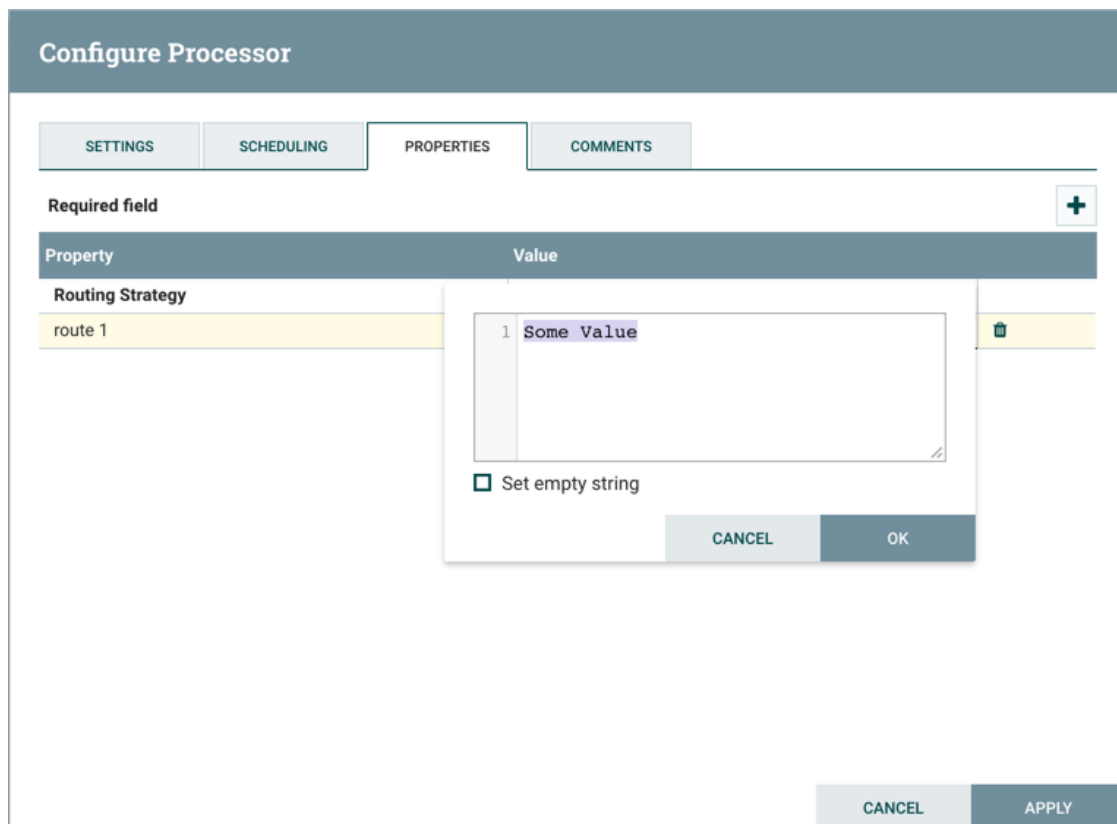 Configure Processor
SETTINGS SCHEDULING PROPERTIES COMMENTS
Required field
Property Value
Routing Strategy
route 1
1 Some Value
Set empty string
CANCEL OK
CANCEL APPLY